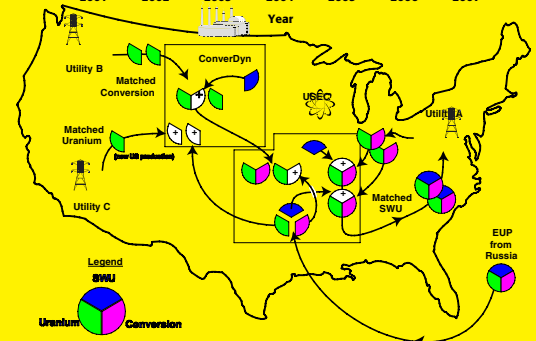 Year
ConverDyn
Utility B
Matched
Conversion
USEC
Utility A
Matched
Uranium
(new US production)
Utility C
Matched
SWU
EUP
from
Russia
Legend
SWU
Uranium
Conversion